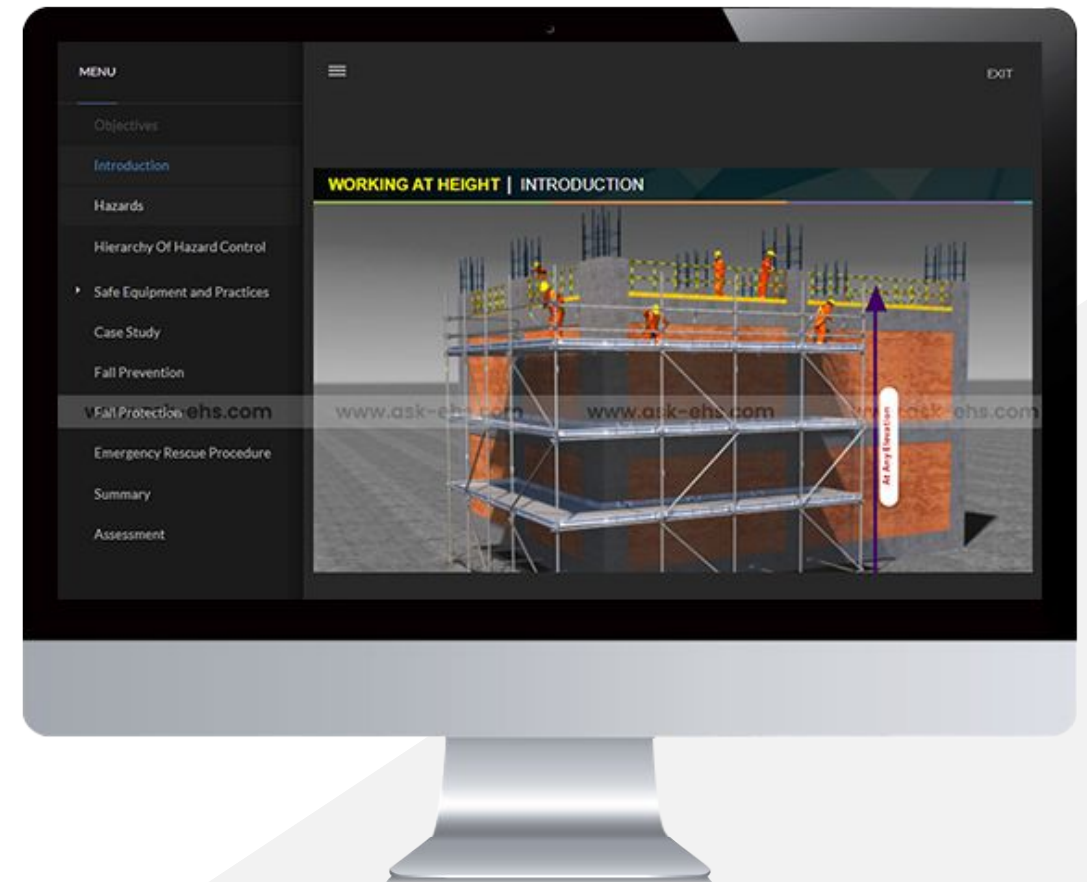 MENU
EXIT
Objectives
Introduction
Hazards
Hierarchy Of Hazard Control
Safe Equipment and Practices
Case Study
Fall Prevention
Fall Protection
Emergency Rescue Procedure
Summary
Assessment
WORKING AT HEIGHT | INTRODUCTION
At Any Elevation
www.ask-ehs.com www.ask-ehs.com